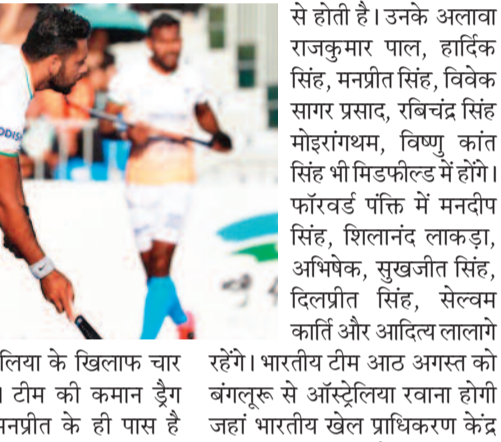 से होती है। उनके अलावा
राजकुमार पाल, हार्दिक
सिंह, मनप्रीत सिंह, विवेक
सागर प्रसाद, रबिचंद्र सिंह
मोइरांगथम, विष्णु कांत
सिंह भी मिडफील्ड में होंगे।
फॉरवर्ड पंक्ति में मनदीप
सिंह, शिलानंद लाकड़ा,
अभिषेक, सुखजीत सिंह,
दिलप्रीत सिंह, सेल्वम
कार्ति और आदित्य लालागे
रहेंगे। भारतीय टीम आठ अगस्त को
बंगलूरू से ऑस्ट्रेलिया रवाना होगी
जहां भारतीय खेल प्राधिकरण केंद्र
लिया के खिलाफ चार
टीम की कमान ड्रैग
मनप्रीत के ही पास है